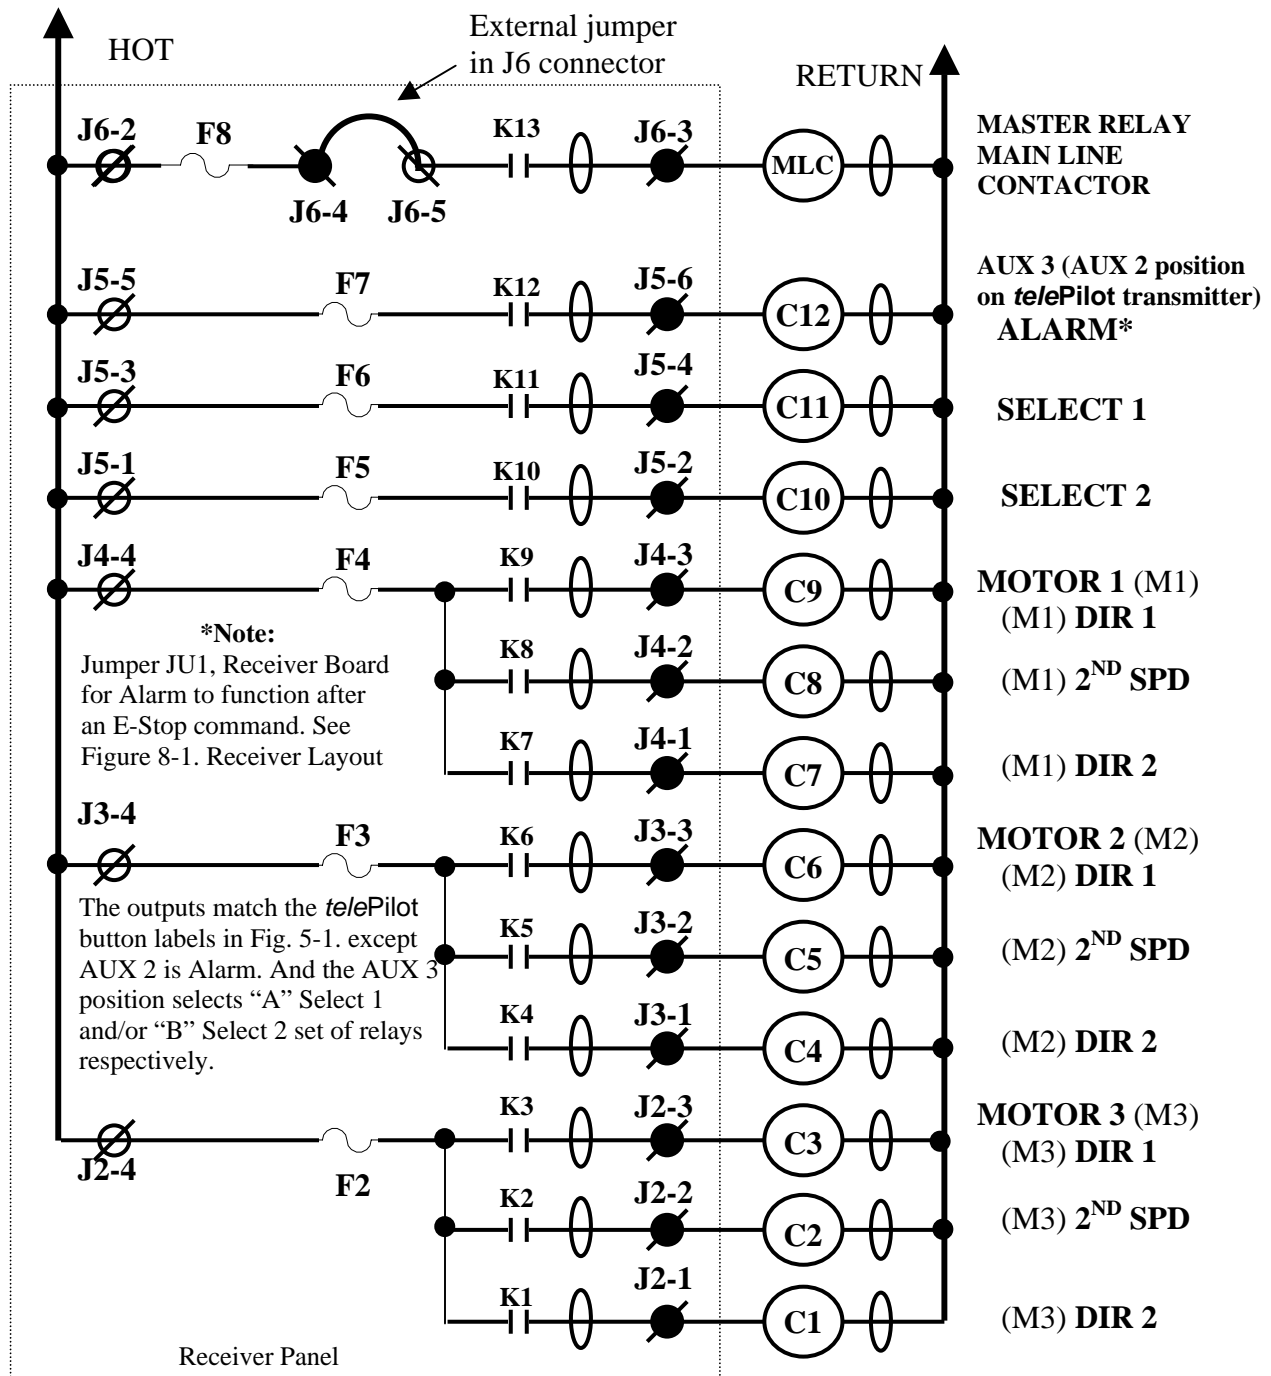 HOT
External jumper
in J6 connector
RETURN
J6-2
F8
J6-4
J6-5
K13
J6-3
MLC
MASTER RELAY
MAIN LINE
CONTACTOR
J5-5
F7
K12
J5-6
C12
AUX 3 (AUX 2 position
on telePilot transmitter)
ALARM*
J5-3
F6
K11
J5-4
C11
SELECT 1
J5-1
F5
K10
J5-2
C10
SELECT 2
J4-4
F4
K9
J4-3
C9
MOTOR 1 (M1)
(M1) DIR 1
*Note:
Jumper JU1, Receiver Board
for Alarm to function after
an E-Stop command. See
Figure 8-1. Receiver Layout
K8
J4-2
C8
(M1) 2ND SPD
K7
J4-1
C7
(M1) DIR 2
J3-4
F3
K6
J3-3
C6
MOTOR 2 (M2)
(M2) DIR 1
The outputs match the telePilot
button labels in Fig. 5-1. except
AUX 2 is Alarm. And the AUX 3
position selects “A” Select 1
and/or “B” Select 2 set of relays
respectively.
K5
J3-2
C5
(M2) 2ND SPD
K4
J3-1
C4
(M2) DIR 2
J2-4
F2
K3
J2-3
C3
MOTOR 3 (M3)
(M3) DIR 1
K2
J2-2
C2
(M3) 2ND SPD
K1
J2-1
C1
(M3) DIR 2
Receiver Panel